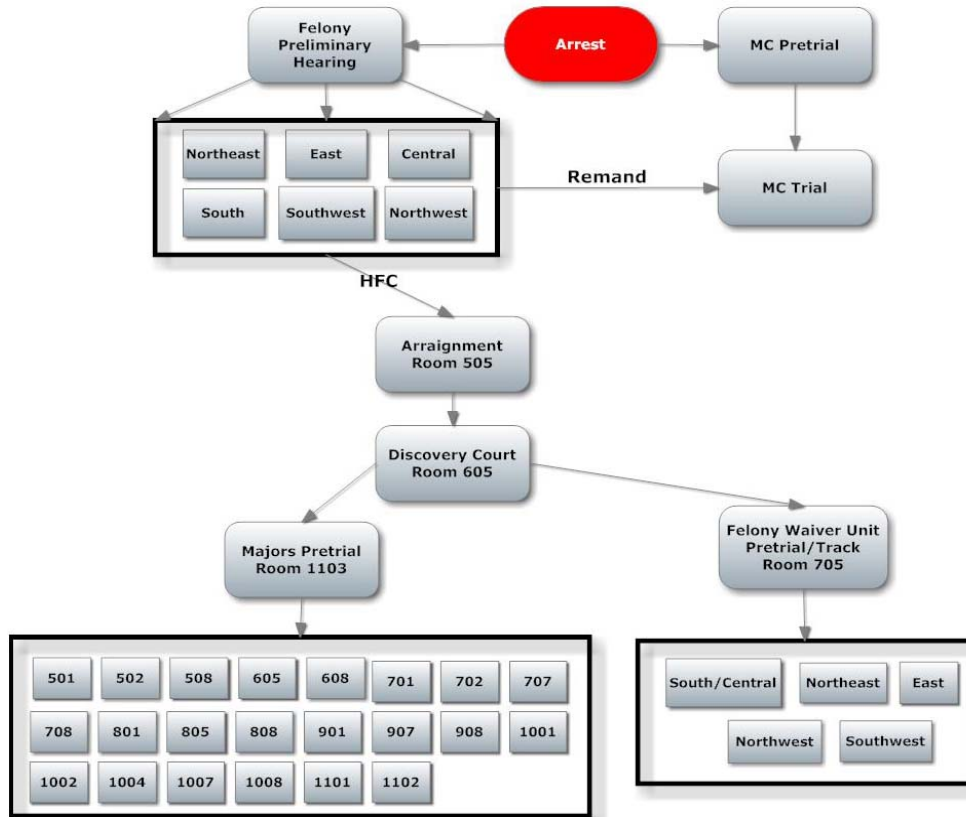 Felony
Preliminary
Hearing
Arrest
MC Pretrial
Northeast
East
Central
South
Southwest
Northwest
Remand
MC Trial
HFC
Arraignment
Room 505
Discovery Court
Room 605
Majors Pretrial
Room 1103
Felony Waiver Unit
Pretrial/Track
Room 705
501 502 508 605 608 701 702 707
708 801 805 808 901 907 908 1001
1002 1004 1007 1008 1101 1102
South/Central Northeast East
Northwest Southwest